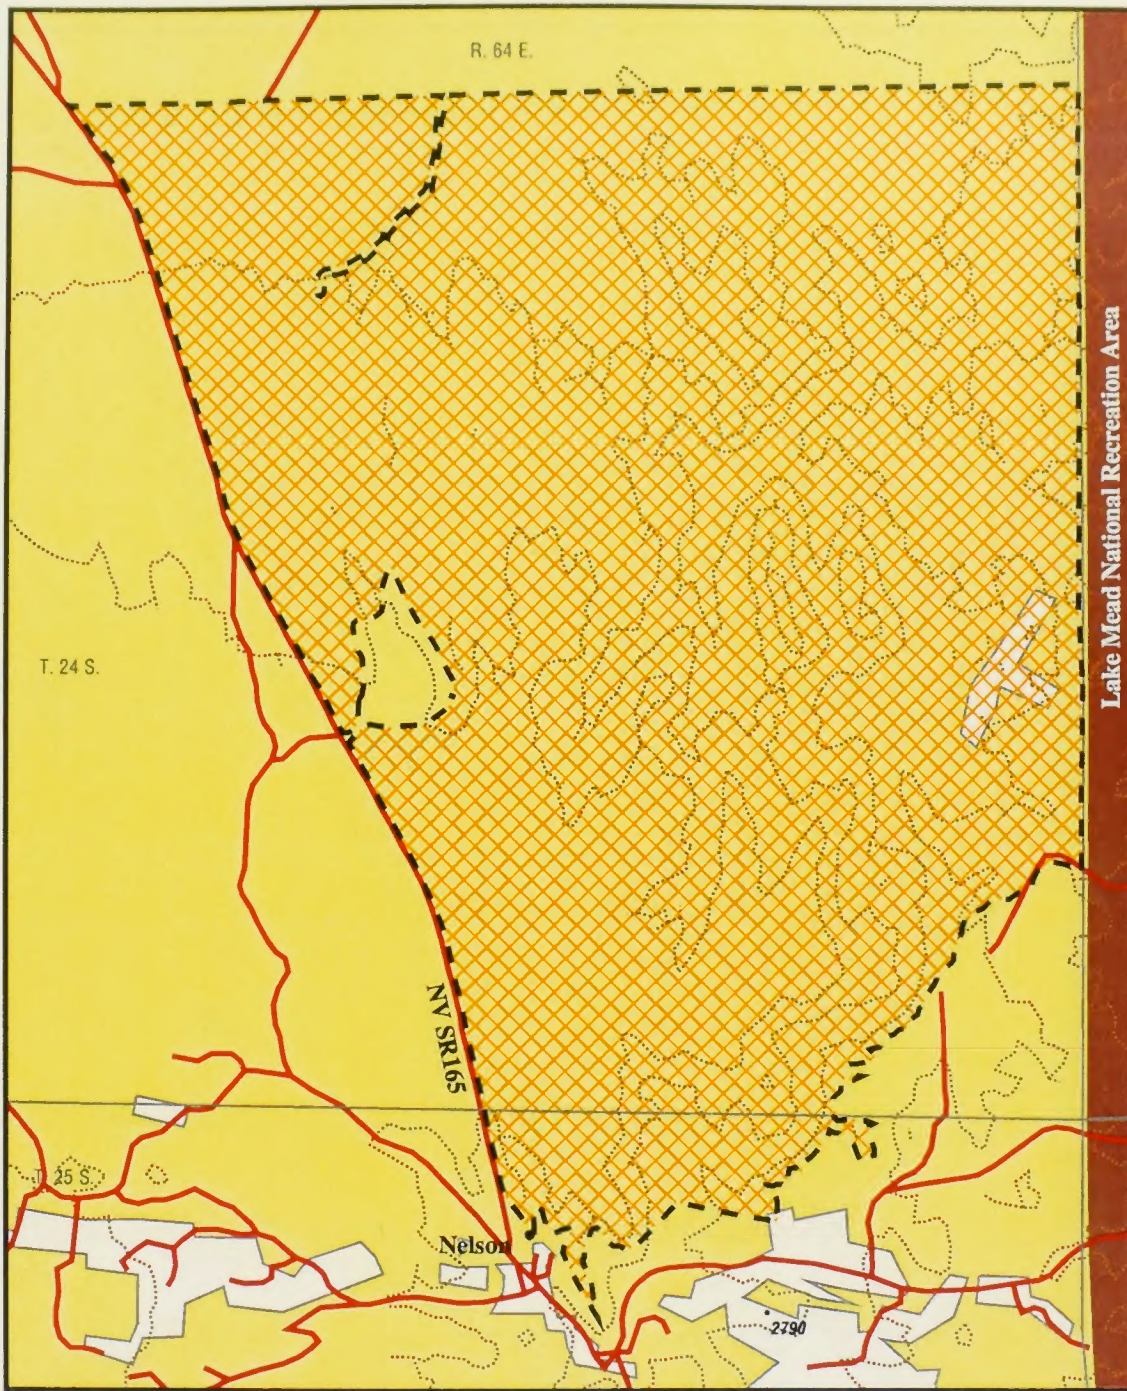 R. 64 E.
Lake Mead National Recreation Area
T. 24 S.
NV SR165
T. 25 S.
Nelson
2790